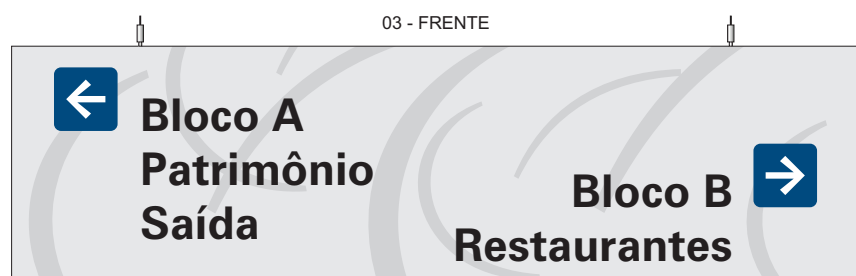 03 - FRENTE
Bloco A
Patrimônio
Saída
Bloco B
Restaurantes